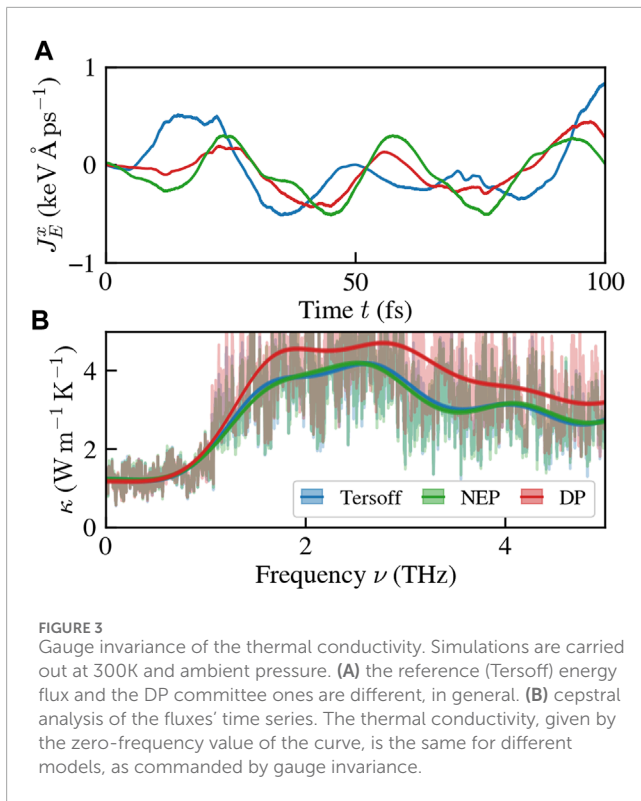 A
1
0
−1
J_E^x (keV Å ps⁻¹)
0
50
100
Time t (fs)
B
4
2
0
κ (W m⁻¹ K⁻¹)
Tersoff NEP DP
0
2
4
Frequency ν (THz)
FIGURE 3
Gauge invariance of the thermal conductivity. Simulations are carried
out at 300K and ambient pressure. (A) the reference (Tersoff) energy
flux and the DP committee ones are different, in general. (B) cepstral
analysis of the fluxes’ time series. The thermal conductivity, given by
the zero-frequency value of the curve, is the same for different
models, as commanded by gauge invariance.